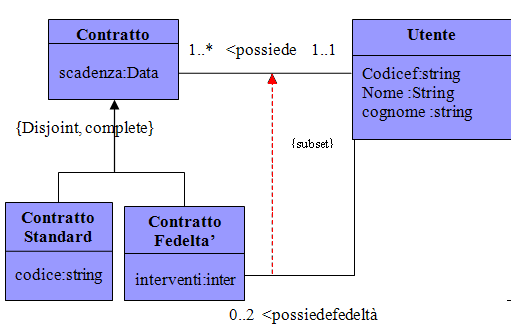 Contratto
scadenza:Data
1..* <possiede 1..1
Utente
Codicef:string
Nome :String
cognome :string
{Disjoint, complete}
{subset}
Contratto
Standard
codice:string
Contratto
Fedelta’
interventi:inter
0..2 <possiedefedeltà